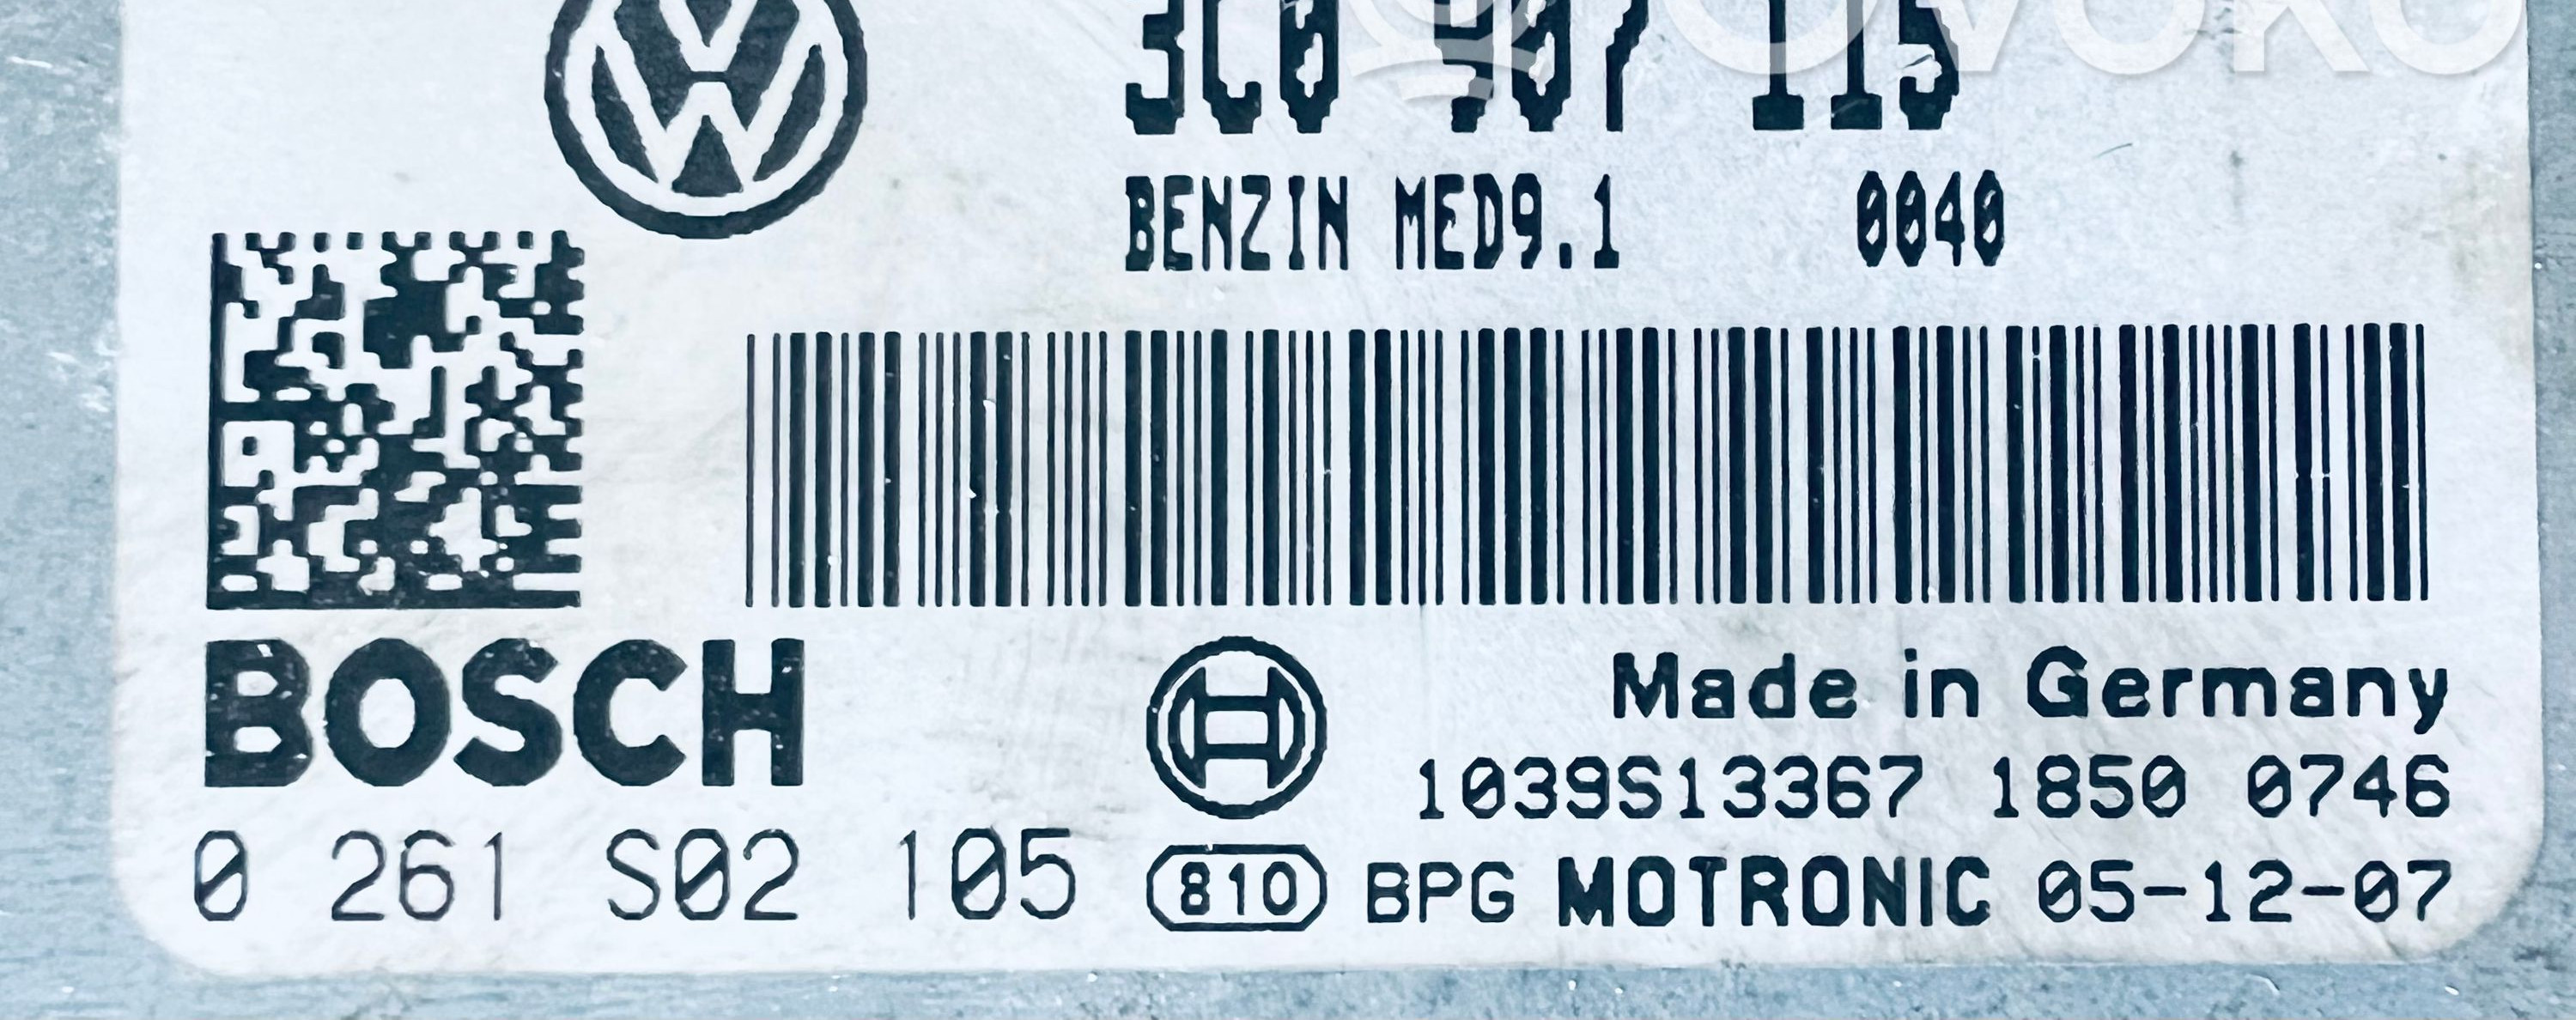 OVOKO
3C0 907 115
BENZIN MED9.1 0040
BOSCH
Made in Germany
1039S13367 1850 0746
0 261 S02 105
810 BPG MOTRONIC 05-12-07